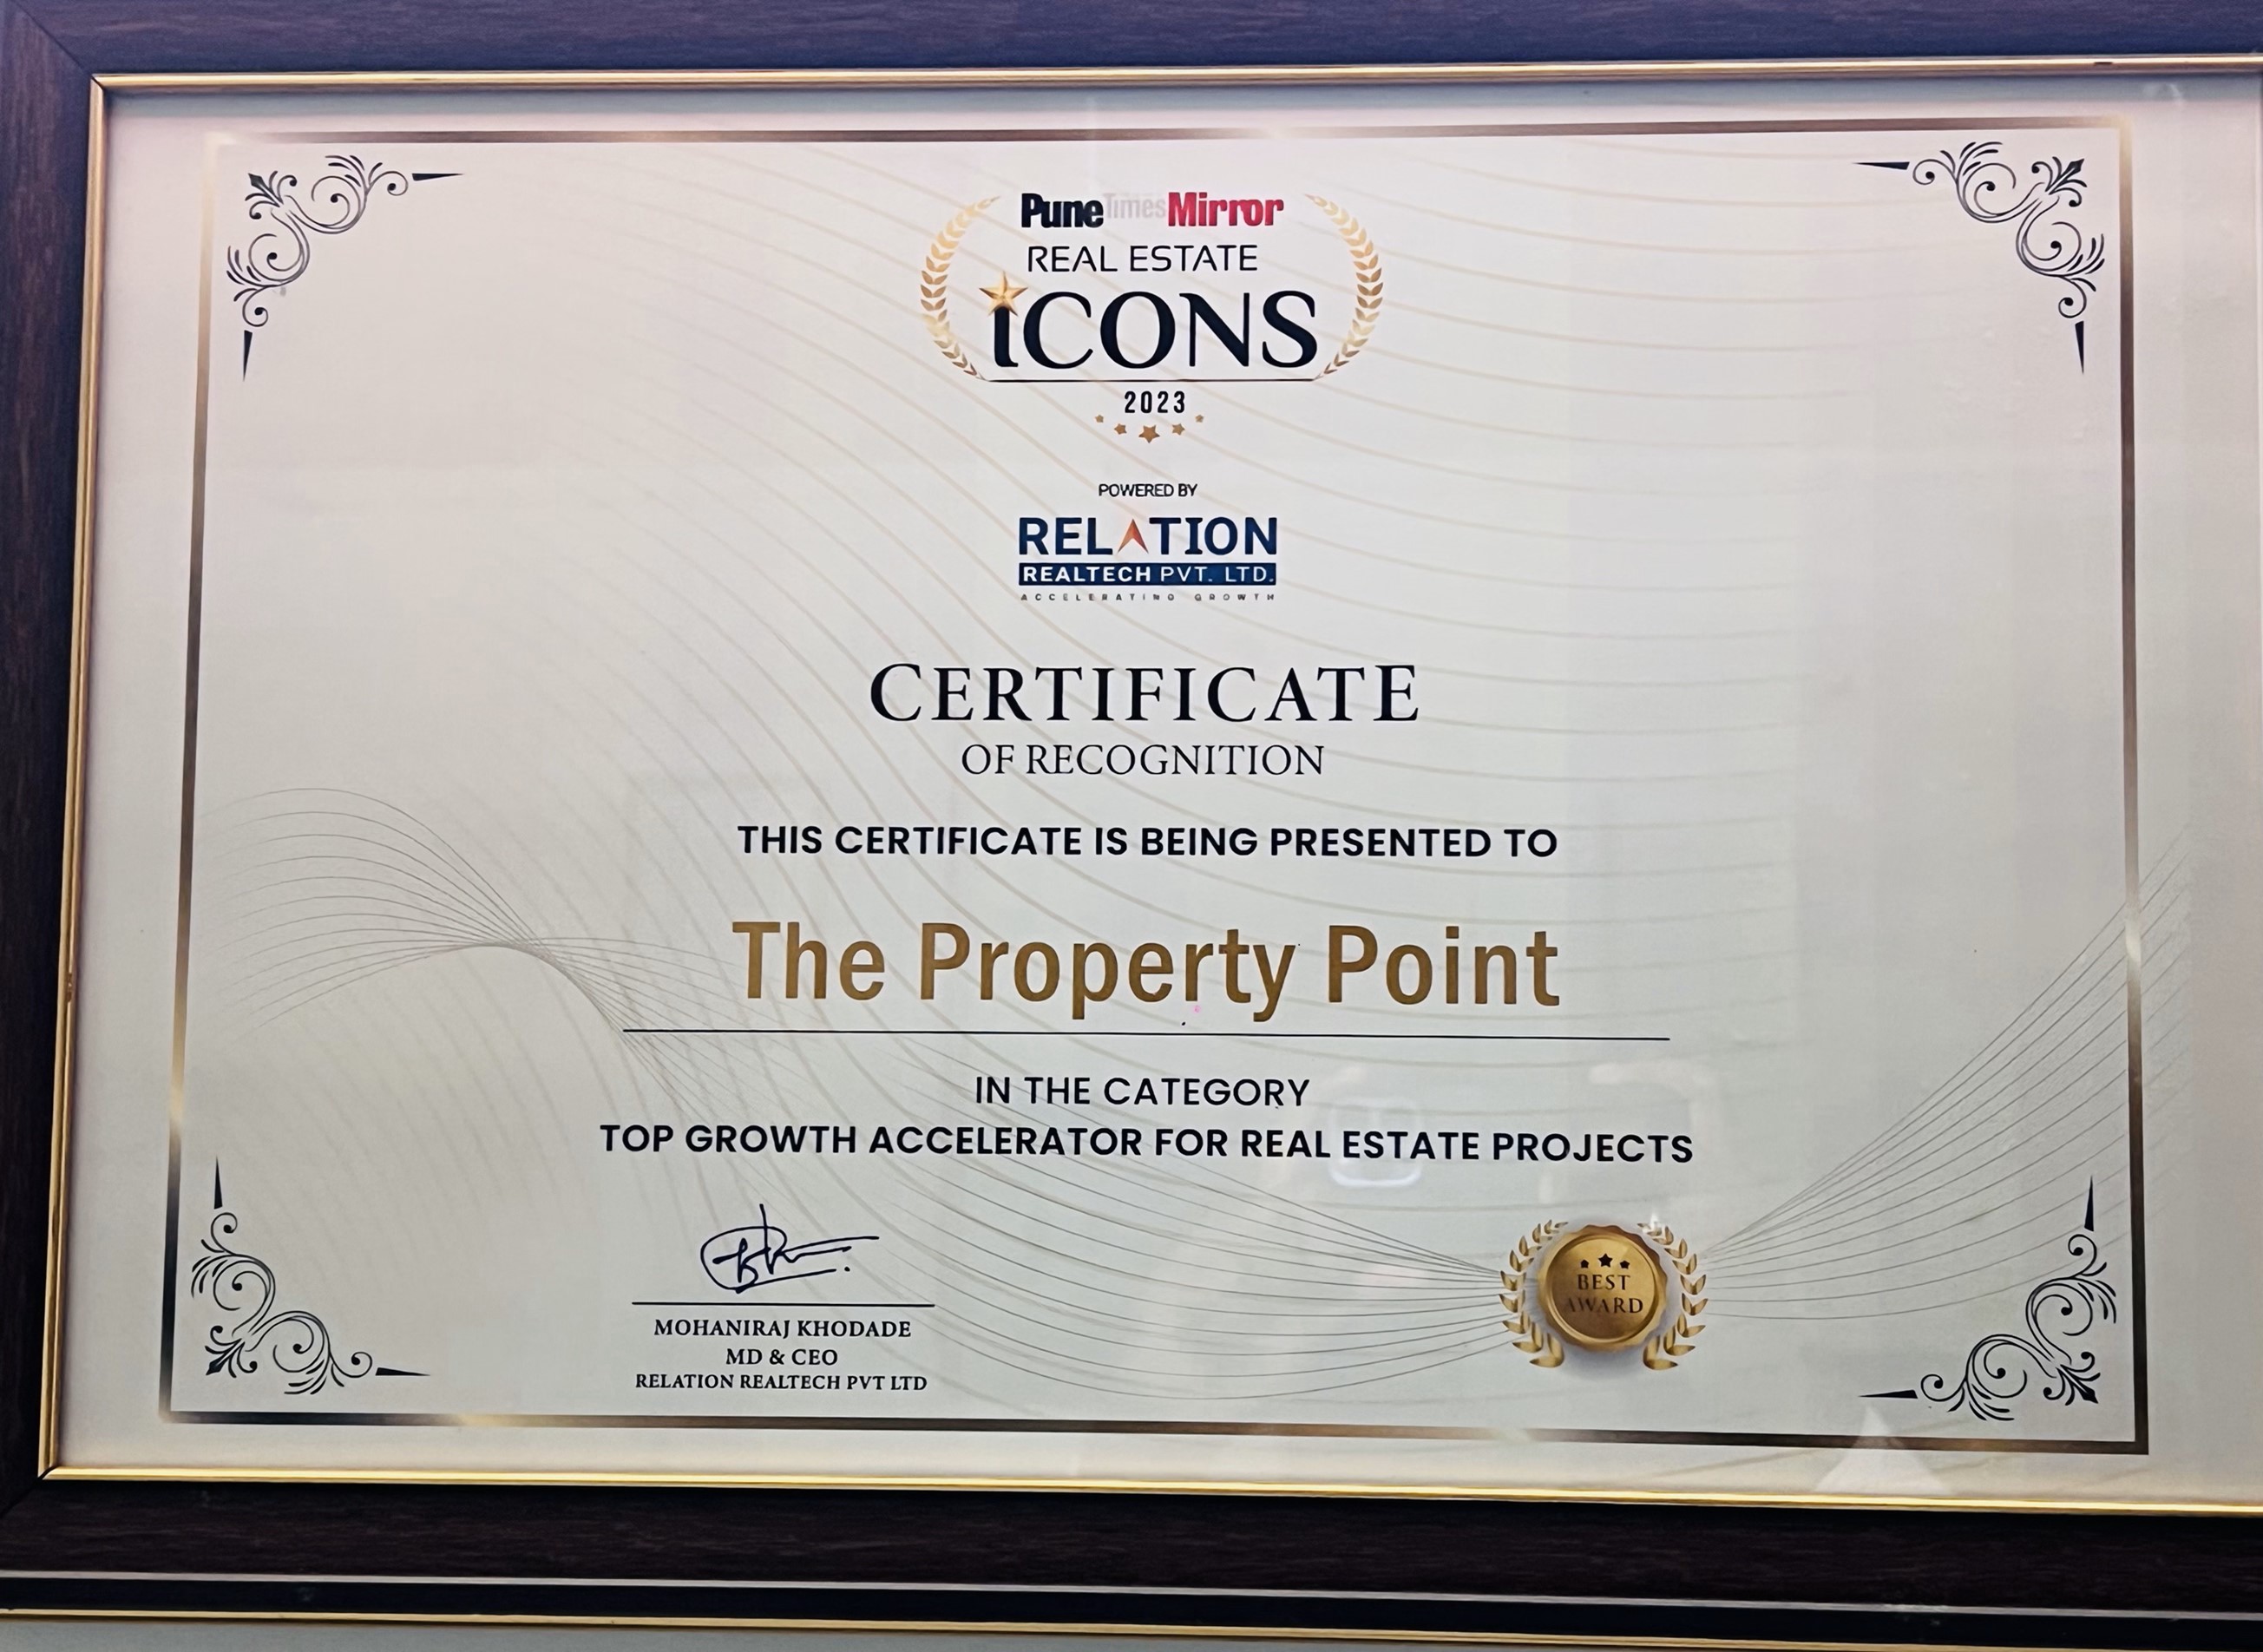 Pune Times Mirror
REAL ESTATE
iCONS
2023
POWERED BY
RELATION
REALTECH PVT. LTD.
ACCELERATING GROWTH
CERTIFICATE
OF RECOGNITION
THIS CERTIFICATE IS BEING PRESENTED TO
The Property Point
IN THE CATEGORY
TOP GROWTH ACCELERATOR FOR REAL ESTATE PROJECTS
MOHANIRAJ KHODADE
MD & CEO
RELATION REALTECH PVT LTD
BEST
AWARD